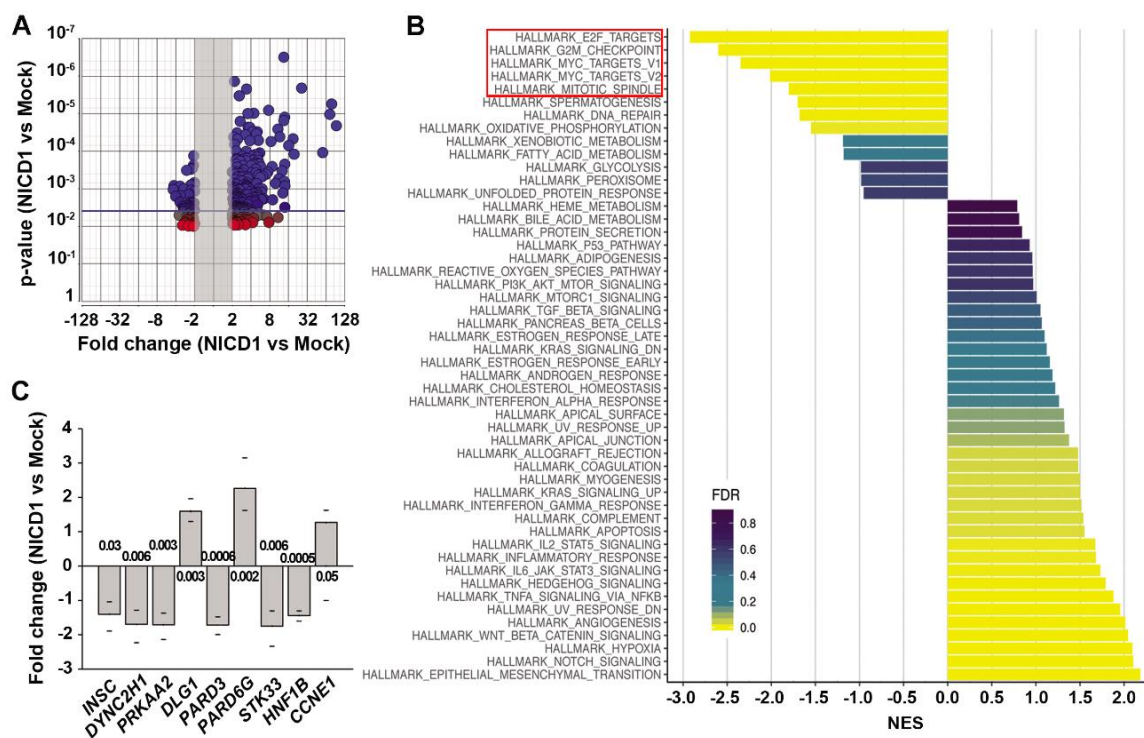 A
10-7
10-6
10-5
10-4
10-3
10-2
10-1
1
p-value (NICD1 vs Mock)
-128 -32 -8 -2 2 8 32 128
Fold change (NICD1 vs Mock)
B
HALLMARK_E2F_TARGETS
HALLMARK_G2M_CHECKPOINT
HALLMARK_MYC_TARGETS_V1
HALLMARK_MYC_TARGETS_V2
HALLMARK_MITOTIC_SPINDLE
HALLMARK_SPERMATOGENESIS
HALLMARK_DNA_REPAIR
HALLMARK_OXIDATIVE_PHOSPHORYLATION
HALLMARK_XENOBIOTIC_METABOLISM
HALLMARK_FATTY_ACID_METABOLISM
HALLMARK_GLYCOLYSIS
HALLMARK_PEROXISOME
HALLMARK_UNFOLDED_PROTEIN_RESPONSE
HALLMARK_HEME_METABOLISM
HALLMARK_BILE_ACID_METABOLISM
HALLMARK_PROTEIN_SECRETION
HALLMARK_P53_PATHWAY
HALLMARK_ADIPOGENESIS
HALLMARK_REACTIVE_OXYGEN_SPECIES_PATHWAY
HALLMARK_PI3K_AKT_MTOR_SIGNALING
HALLMARK_MTORC1_SIGNALING
HALLMARK_TGF_BETA_SIGNALING
HALLMARK_PANCREAS_BETA_CELLS
HALLMARK_ESTROGEN_RESPONSE_LATE
HALLMARK_KRAS_SIGNALING_DN
HALLMARK_ESTROGEN_RESPONSE_EARLY
HALLMARK_ANDROGEN_RESPONSE
HALLMARK_CHOLESTEROL_HOMEOSTASIS
HALLMARK_INTERFERON_ALPHA_RESPONSE
HALLMARK_APICAL_SURFACE
HALLMARK_UV_RESPONSE_UP
HALLMARK_APICAL_JUNCTION
HALLMARK_ALLOGRAFT_REJECTION
HALLMARK_COAGULATION
HALLMARK_MYOGENESIS
HALLMARK_KRAS_SIGNALING_UP
HALLMARK_INTERFERON_GAMMA_RESPONSE
HALLMARK_COMPLEMENT
HALLMARK_APOPTOSIS
HALLMARK_IL2_STAT5_SIGNALING
HALLMARK_INFLAMMATORY_RESPONSE
HALLMARK_IL6_JAK_STAT3_SIGNALING
HALLMARK_HEDGEHOG_SIGNALING
HALLMARK_TNFA_SIGNALING_VIA_NFKB
HALLMARK_UV_RESPONSE_DN
HALLMARK_ANGIOGENESIS
HALLMARK_WNT_BETA_CATENIN_SIGNALING
HALLMARK_HYPOXIA
HALLMARK_NOTCH_SIGNALING
HALLMARK_EPITHELIAL_MESENCHYMAL_TRANSITION
FDR
0.8
0.6
0.4
0.2
0.0
-3.0 -2.5 -2.0 -1.5 -1.0 -0.5 0.0 0.5 1.0 1.5 2.0
NES
C
4
3
2
1
0
-1
-2
-3
Fold change (NICD1 vs Mock)
0.03 0.006 0.003 0.003 0.0006 0.002 0.006 0.0005 0.05
INSC DYNC2H1 PRKAA2 DLG1 PARD3 PARD6G STK33 HNF1B CCNE1